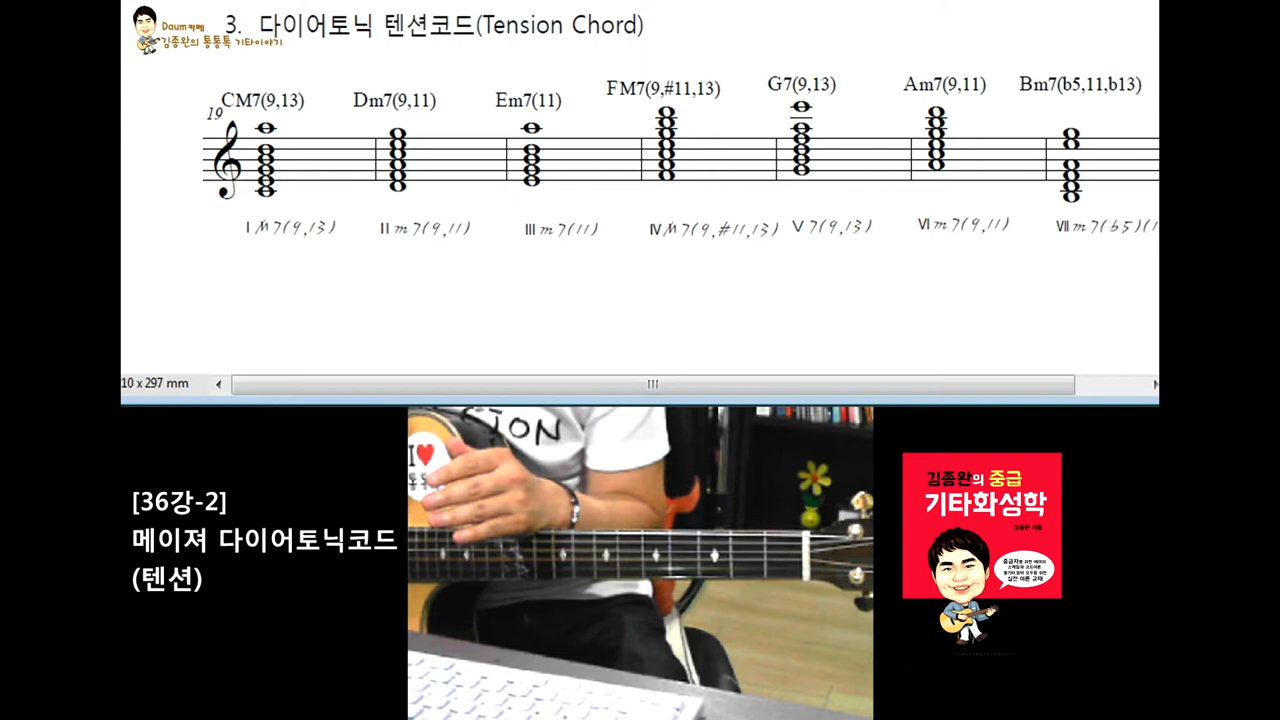 Daum 카페
김종완의 통통톡 기타이야기
3. 다이어토닉 텐션코드(Tension Chord)
CM7(9,13) Dm7(9,11) Em7(11) FM7(9,#11,13) G7(9,13) Am7(9,11) Bm7(b5,11,b13)
19
ⅠM7(9,13) Ⅱm7(9,11) Ⅲm7(11) ⅣM7(9,#11,13) Ⅴ7(9,13) Ⅵm7(9,11) Ⅶm7(b5)(1
10 x 297 mm
I♥
[36강-2]
메이져 다이어토닉코드
(텐션)
김종완의 중급
기타화성학